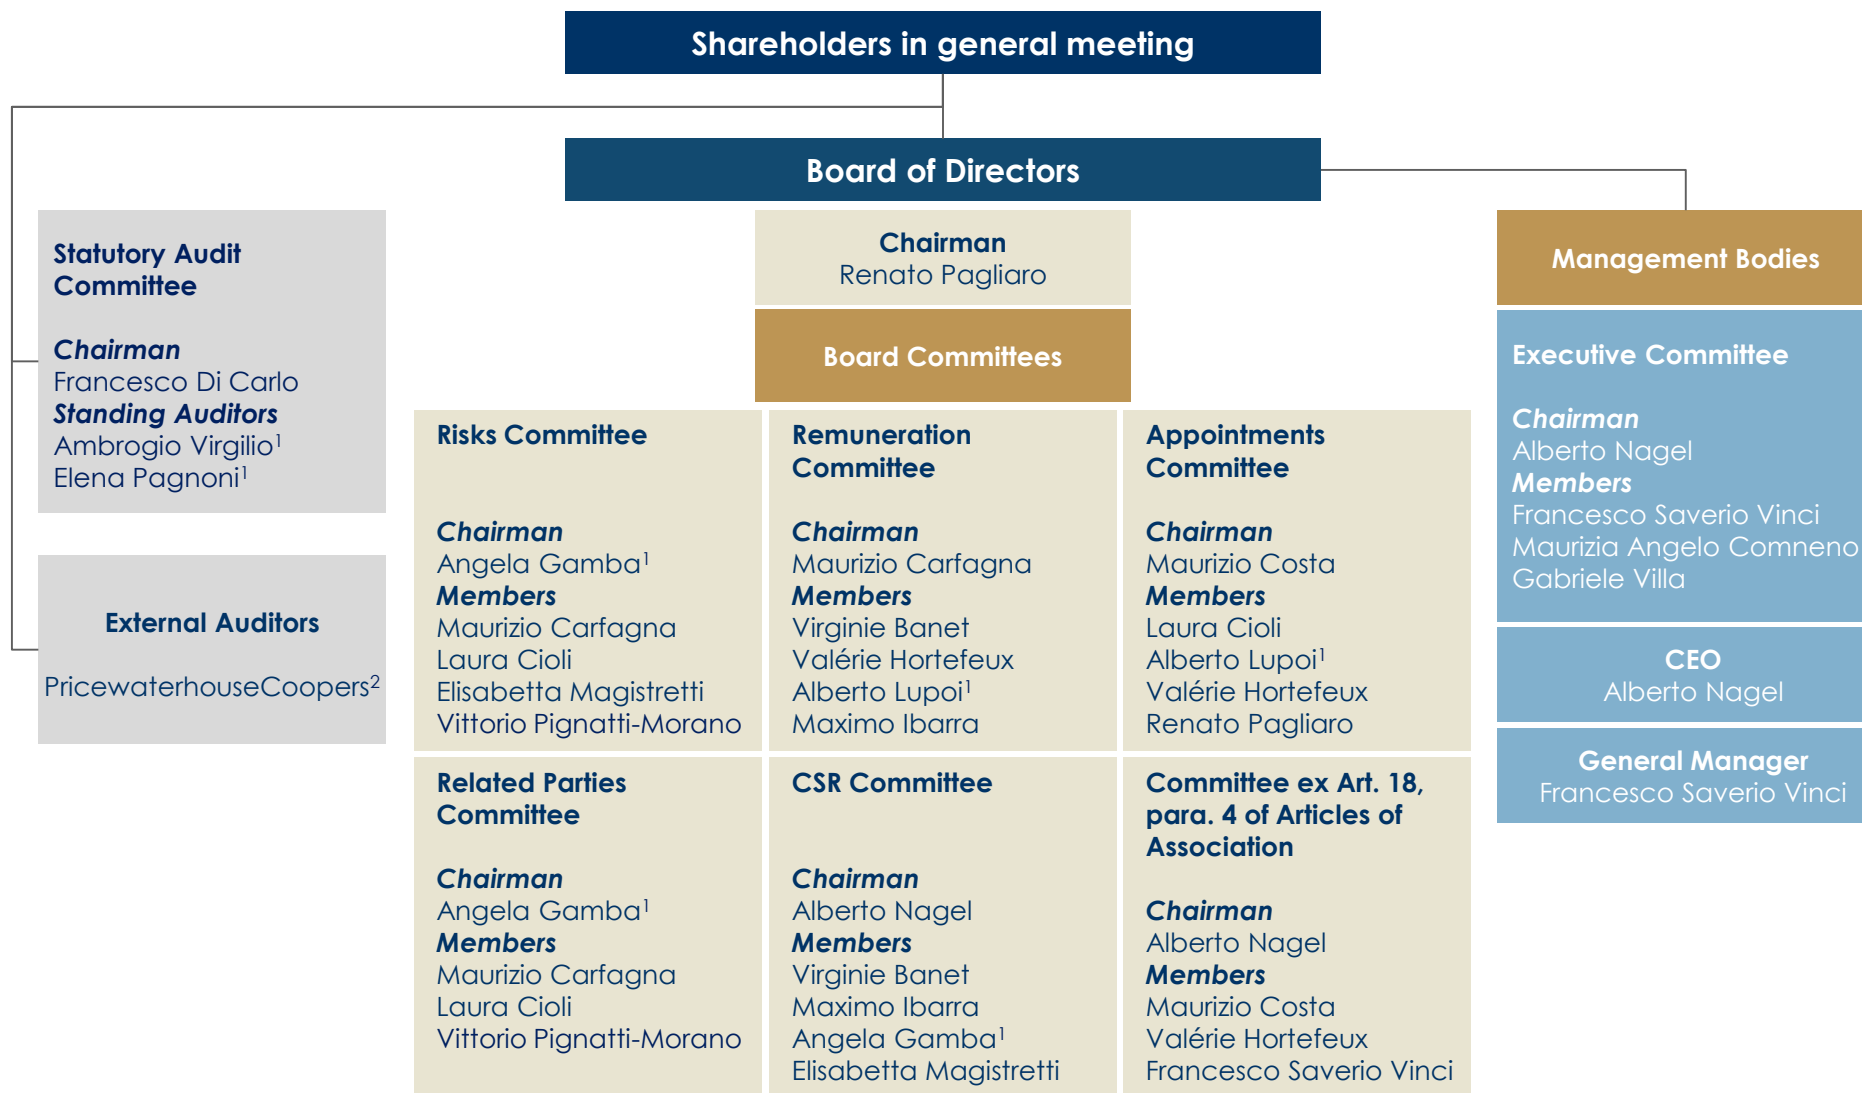 Shareholders in general meeting
Board of Directors
Statutory Audit
Committee
Chairman
Francesco Di Carlo
Standing Auditors
Ambrogio Virgilio¹
Elena Pagnoni¹
External Auditors
PricewaterhouseCoopers²
Chairman
Renato Pagliaro
Board Committees
Risks Committee
Chairman
Angela Gamba¹
Members
Maurizio Carfagna
Laura Cioli
Elisabetta Magistretti
Vittorio Pignatti-Morano
Remuneration
Committee
Chairman
Maurizio Carfagna
Members
Virginie Banet
Valérie Hortefeux
Alberto Lupoi¹
Maximo Ibarra
Appointments
Committee
Chairman
Maurizio Costa
Members
Laura Cioli
Alberto Lupoi¹
Valérie Hortefeux
Renato Pagliaro
Related Parties
Committee
Chairman
Angela Gamba¹
Members
Maurizio Carfagna
Laura Cioli
Vittorio Pignatti-Morano
CSR Committee
Chairman
Alberto Nagel
Members
Virginie Banet
Maximo Ibarra
Angela Gamba¹
Elisabetta Magistretti
Committee ex Art. 18,
para. 4 of Articles of
Association
Chairman
Alberto Nagel
Members
Maurizio Costa
Valérie Hortefeux
Francesco Saverio Vinci
Management Bodies
Executive Committee
Chairman
Alberto Nagel
Members
Francesco Saverio Vinci
Maurizia Angelo Comneno
Gabriele Villa
CEO
Alberto Nagel
General Manager
Francesco Saverio Vinci